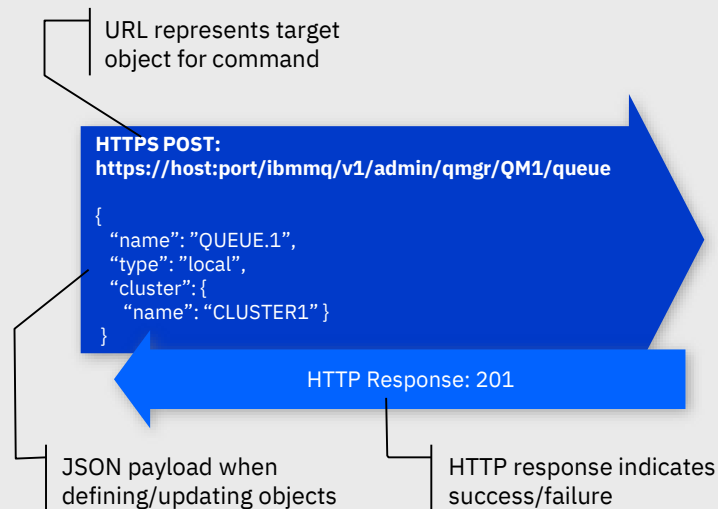 URL represents target
object for command
HTTPS POST:
https://host:port/ibmmq/v1/admin/qmgr/QM1/queue
{
“name”: ”QUEUE.1”,
“type”: ”local”,
“cluster”: {
“name”: “CLUSTER1” }
}
HTTP Response: 201
JSON payload when
defining/updating objects
HTTP response indicates
success/failure